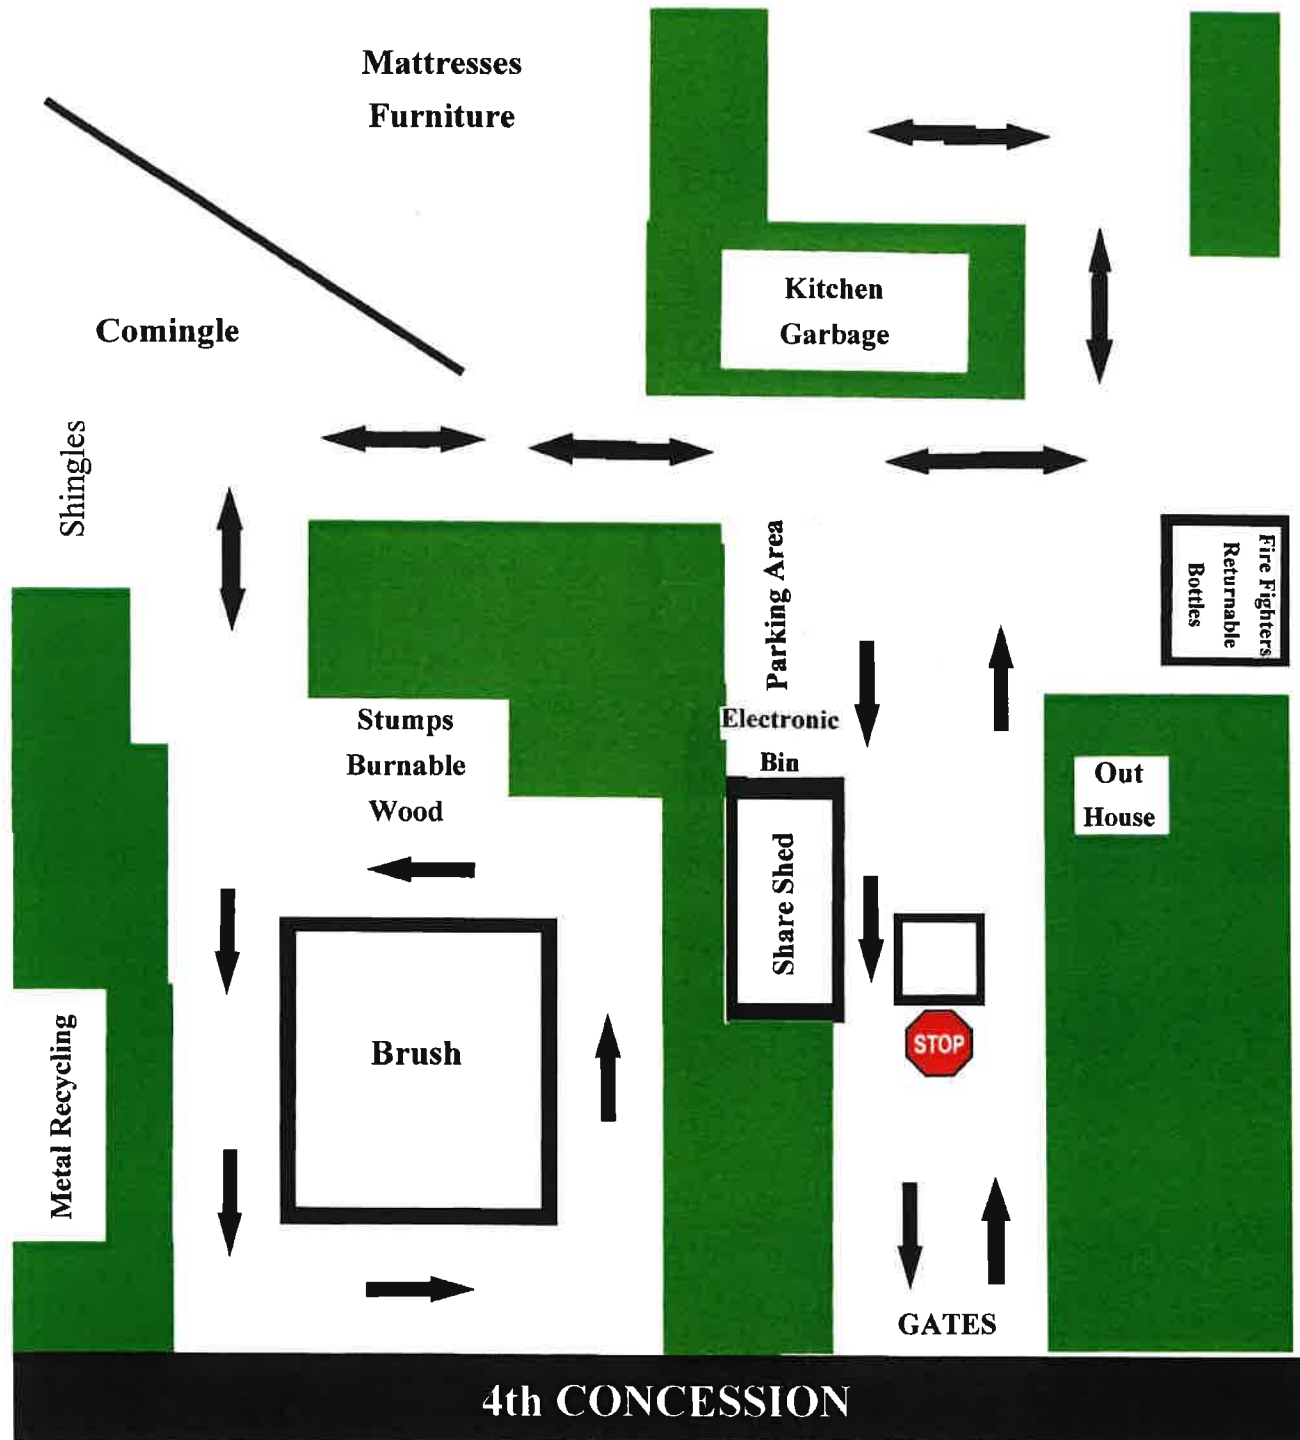 Mattresses
Furniture
Kitchen
Garbage
Comingle
Shingles
Parking Area
Fire Fighters
Returnable
Bottles
Stumps
Burnable
Wood
Electronic
Bin
Out
House
Share Shed
STOP
Brush
Metal Recycling
GATES
4th CONCESSION